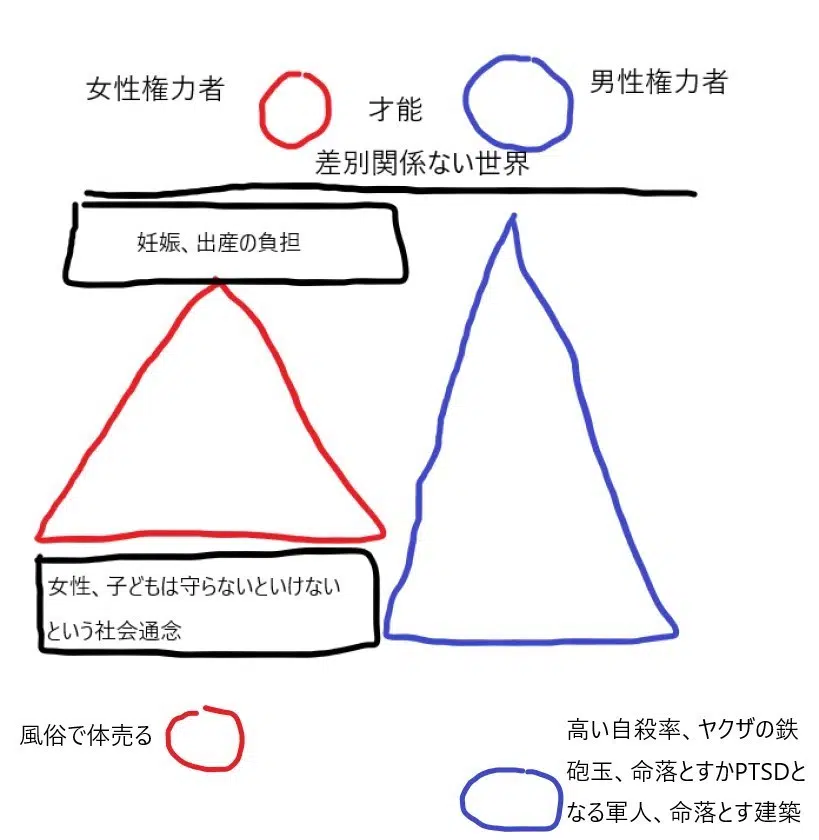 女性権力者
才能
男性権力者
差別関係ない世界
妊娠、出産の負担
女性、子どもは守らないといけない
という社会通念
風俗で体売る
高い自殺率、ヤクザの鉄
砲玉、命落とすかPTSDと
なる軍人、命落とす建築